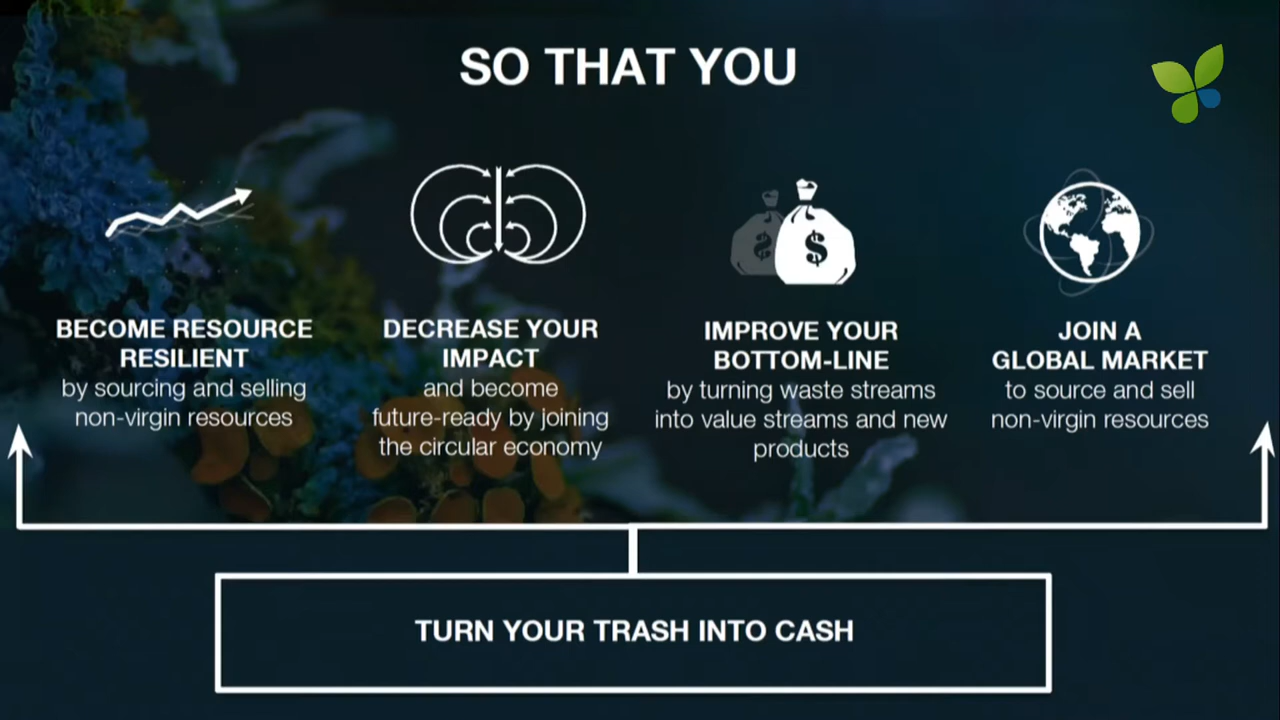 SO THAT YOU
BECOME RESOURCE
RESILIENT
by sourcing and selling
non-virgin resources
DECREASE YOUR
IMPACT
and become
future-ready by joining
the circular economy
$
$
IMPROVE YOUR
BOTTOM-LINE
by turning waste streams
into value streams and new
products
JOIN A
GLOBAL MARKET
to source and sell
non-virgin resources
TURN YOUR TRASH INTO CASH